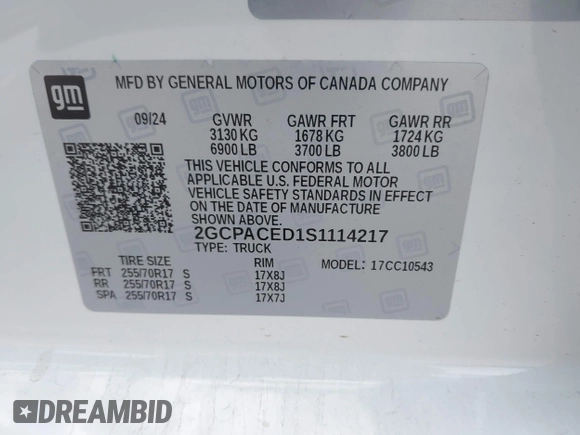 gm
MFD BY GENERAL MOTORS OF CANADA COMPANY
09/24 GVWR GAWR FRT GAWR RR
3130 KG 1678 KG 1724 KG
6900 LB 3700 LB 3800 LB
THIS VEHICLE CONFORMS TO ALL
APPLICABLE U.S. FEDERAL MOTOR
VEHICLE SAFETY STANDARDS IN EFFECT
ON THE DATE OF MANUFACTURE
SHOWN ABOVE.
2GCPACED1S1114217
TYPE: TRUCK
TIRE SIZE RIM MODEL: 17CC10543
FRT 255/70R17 S 17X8J
RR 255/70R17 S 17X8J
SPA 255/70R17 S 17X7J
DREAMBID